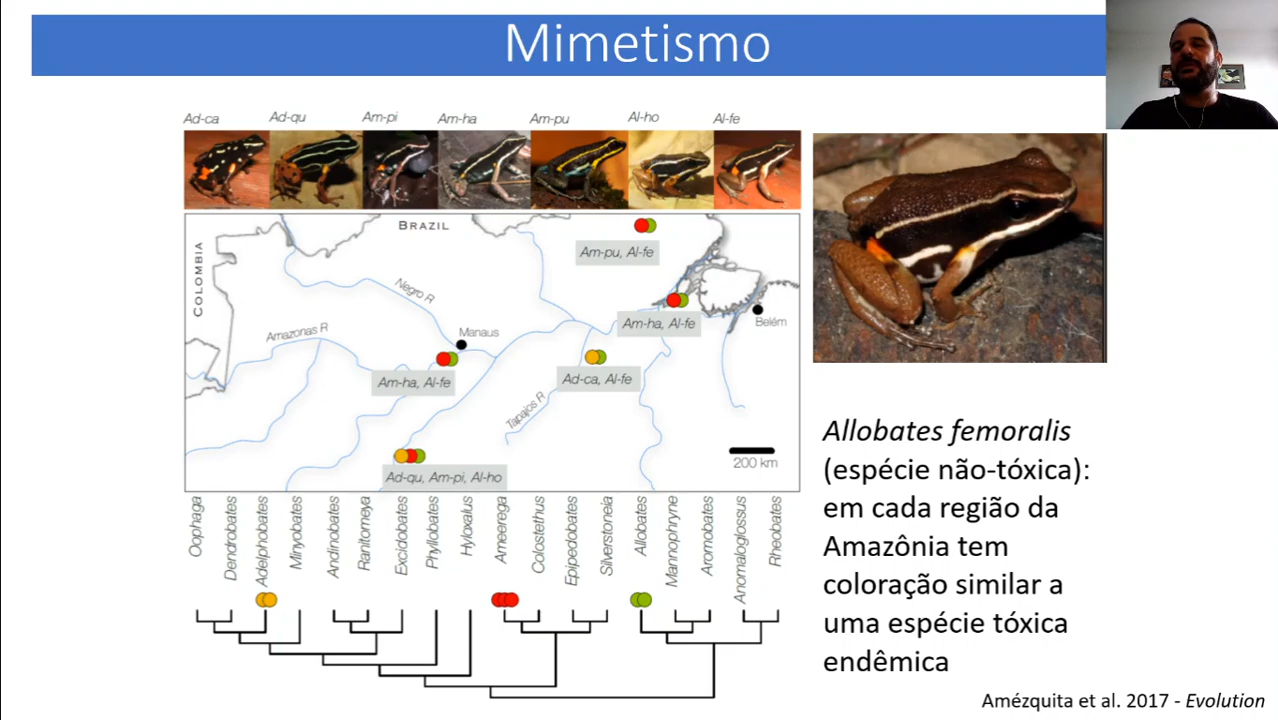 Mimetismo
Ad-ca
Ad-qu
Am-pi
Am-ha
Am-pu
Al-ho
Al-fe
BRAZIL
COLOMBIA
Am-pu, Al-fe
Negro R
Am-ha, Al-fe
Belém
Amazonas R
Manaus
Am-ha, Al-fe
Ad-ca, Al-fe
Tapajos R
200 km
Ad-qu, Am-pi, Al-ho
Oophaga
Dendrobates
Adelphobates
Minyobates
Andinobates
Ranitomeya
Excidobates
Phyllobates
Hyloxalus
Ameerega
Colostethus
Epipedobates
Silverstoneia
Allobates
Mannophryne
Aromobates
Anomaloglossus
Rheobates
Allobates femoralis
(espécie não-tóxica):
em cada região da
Amazônia tem
coloração similar a
uma espécie tóxica
endêmica
Amézquita et al. 2017 - Evolution